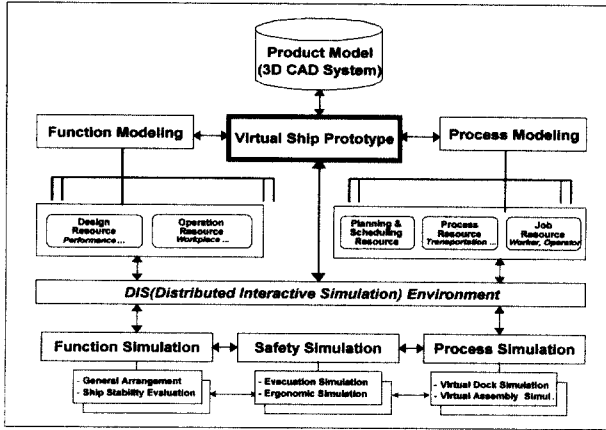 Product Model
(3D CAD System)
Function Modeling
Virtual Ship Prototype
Process Modeling
Design
Resource
Performance ...
Operation
Resource
Workplace ...
Planning &
Scheduling
Resource
Process
Resource
Transportation ...
Job
Resource
Worker, Operator
DIS(Distributed Interactive Simulation) Environment
Function Simulation
Safety Simulation
Process Simulation
- General Arrangement
- Ship Stability Evaluation
- Evacuation Simulation
- Ergonomic Simulation
- Virtual Dock Simulation
- Virtual Assembly Simul.